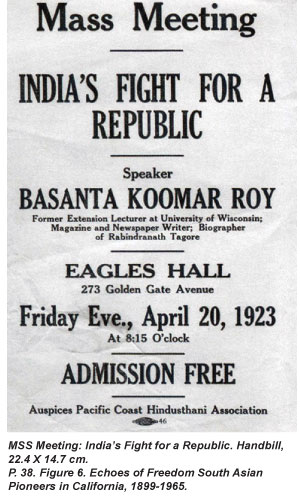 Mass Meeting
INDIA'S FIGHT FOR A
REPUBLIC
Speaker
BASANTA KOOMAR ROY
Former Extension Lecturer at University of Wisconsin;
Magazine and Newspaper Writer; Biographer
of Rabindranath Tagore
EAGLES HALL
273 Golden Gate Avenue
Friday Eve., April 20, 1923
At 8:15 O'clock
ADMISSION FREE
Auspices Pacific Coast Hindusthani Association
46
MSS Meeting: India's Fight for a Republic. Handbill,
22.4 X 14.7 cm.
P. 38. Figure 6. Echoes of Freedom South Asian
Pioneers in California, 1899-1965.